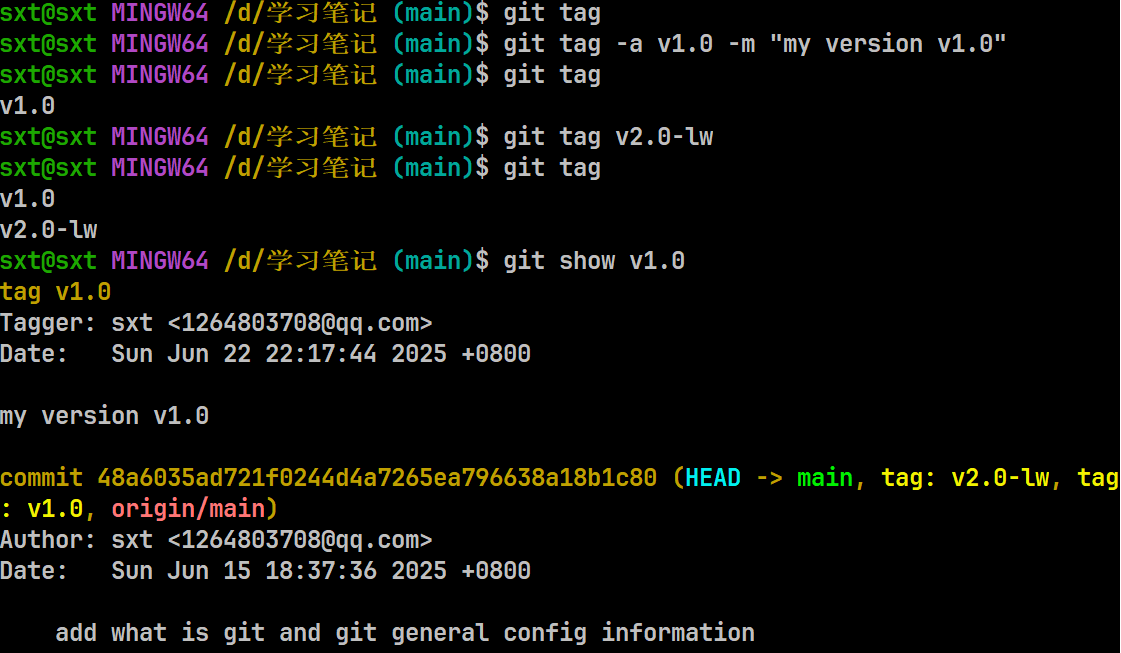 sxt@sxt MINGW64 /d/学习笔记 (main)$ git tag
sxt@sxt MINGW64 /d/学习笔记 (main)$ git tag -a v1.0 -m "my version v1.0"
sxt@sxt MINGW64 /d/学习笔记 (main)$ git tag
v1.0
sxt@sxt MINGW64 /d/学习笔记 (main)$ git tag v2.0-lw
sxt@sxt MINGW64 /d/学习笔记 (main)$ git tag
v1.0
v2.0-lw
sxt@sxt MINGW64 /d/学习笔记 (main)$ git show v1.0
tag v1.0
Tagger: sxt <1264803708@qq.com>
Date:   Sun Jun 22 22:17:44 2025 +0800
my version v1.0
commit 48a6035ad721f0244d4a7265ea796638a18b1c80 (HEAD -> main, tag: v2.0-lw, tag
: v1.0, origin/main)
Author: sxt <1264803708@qq.com>
Date:   Sun Jun 15 18:37:36 2025 +0800
    add what is git and git general config information